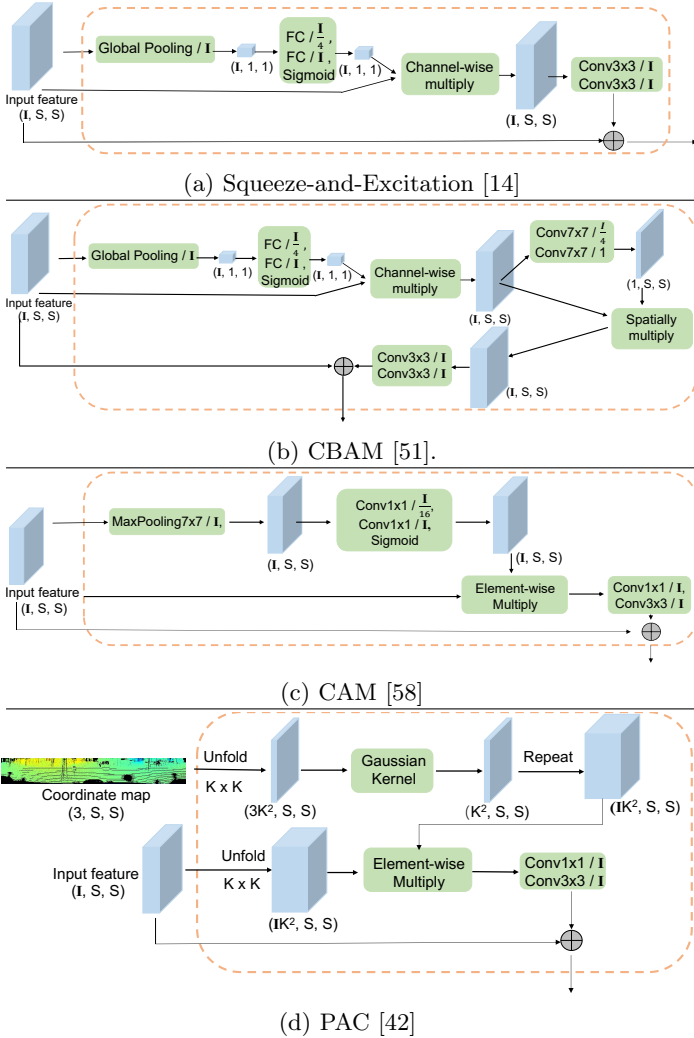 Global Pooling / I
(I, 1, 1)
FC / I/4,
FC / I,
Sigmoid
(I, 1, 1)
Channel-wise
multiply
(I, S, S)
Conv3x3 / I
Conv3x3 / I
Input feature
(I, S, S)
(a) Squeeze-and-Excitation [14]
Global Pooling / I
(I, 1, 1)
FC / I/4,
FC / I,
Sigmoid
(I, 1, 1)
Channel-wise
multiply
(I, S, S)
Conv7x7 / I/4
Conv7x7 / 1
(1, S, S)
Spatially
multiply
Input feature
(I, S, S)
Conv3x3 / I
Conv3x3 / I
(I, S, S)
(b) CBAM [51].
MaxPooling7x7 / I,
(I, S, S)
Conv1x1 / I/16,
Conv1x1 / I,
Sigmoid
(I, S, S)
Input feature
(I, S, S)
Element-wise
Multiply
Conv1x1 / I,
Conv3x3 / I
(c) CAM [58]
Coordinate map
(3, S, S)
Unfold
K x K
(3K², S, S)
Gaussian
Kernel
(K², S, S)
Repeat
(IK², S, S)
Input feature
(I, S, S)
Unfold
K x K
(IK², S, S)
Element-wise
Multiply
Conv1x1 / I
Conv3x3 / I
(d) PAC [42]